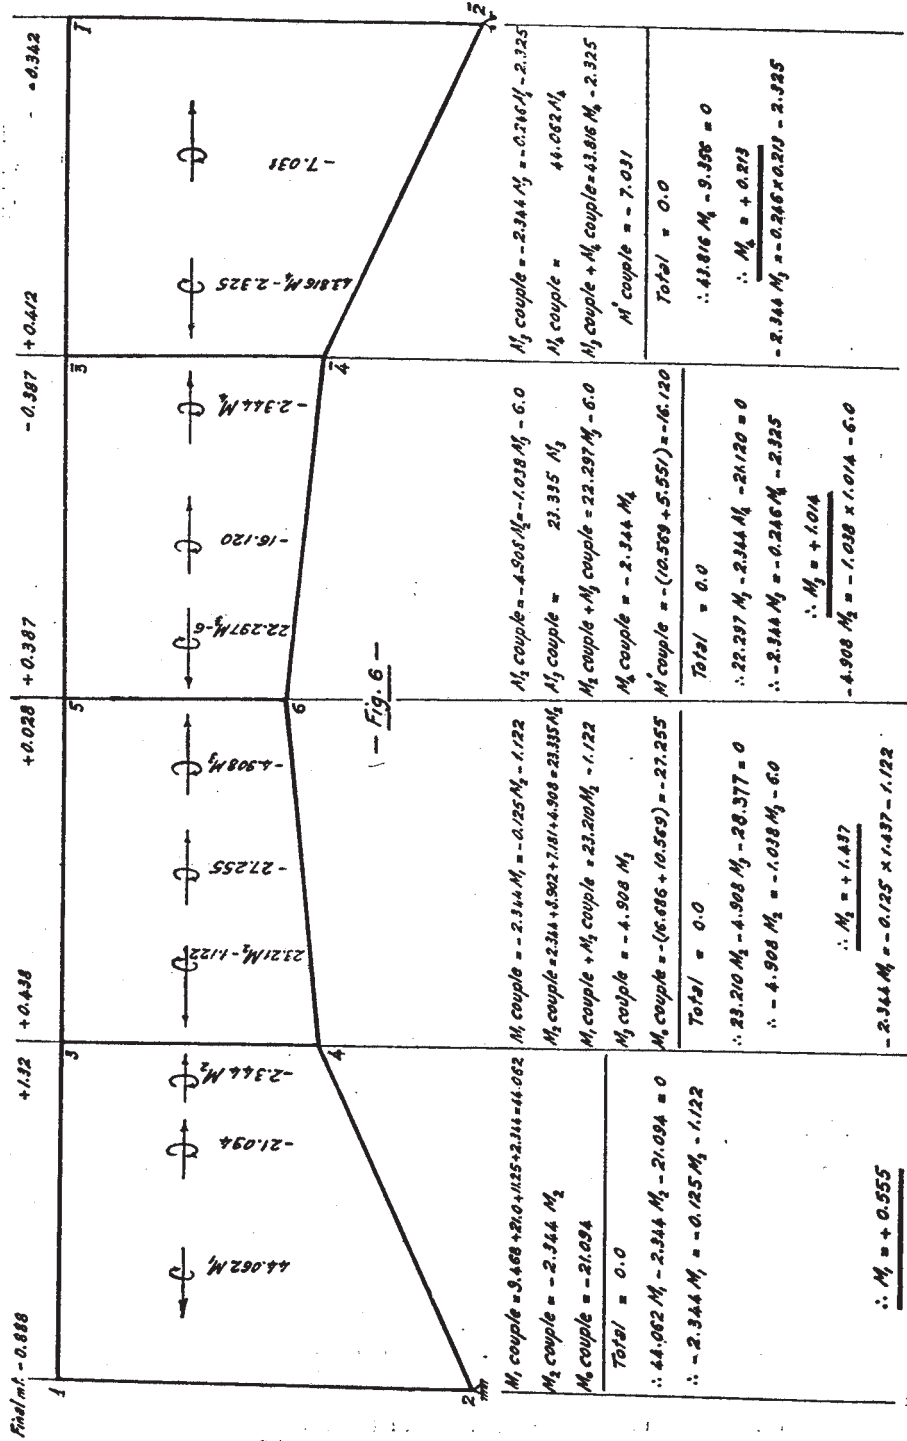 Final mt. -0.888 +1.32 +0.438 +0.028 +0.387 -0.387 +0.412 - 0.342
1 3 5 3̅ 1̅
44.062 M₁
-21.094
-2.344 M₂
23.21M₂-1.122
-27.255
-4.908M₃
22.297M₃-6
-16.120
-2.344 M₄
43.816M₄-2.325
-7.031
2 4 6 4̅ 2̅
- Fig. 6 -
M₁ couple = 9.468+21.0+11.25+2.344=44.062
M₂ couple = -2.344 M₂
M₀ couple = -21.094
Total = 0.0
∴ 44.062 M₁ - 2.344 M₂ - 21.094 = 0
∴ - 2.344 M₁ = -0.125 M₂ - 1.122
∴ M₁ = + 0.555
M₁ couple = - 2.344 M₁ = -0.125 M₂ - 1.122
M₂ couple = 2.344+8.902+7.181+4.908=23.335M₂
M₁ couple + M₂ couple = 23.210M₂ - 1.122
M₃ couple = - 4.908 M₃
M₀ couple = -(16.686 + 10.569) = -27.255
Total = 0.0
∴ 23.210 M₂ - 4.908 M₃ - 28.377 = 0
∴ - 4.908 M₂ = -1.038 M₃ - 6.0
∴ M₂ = + 1.437
- 2.344 M₁ = - 0.125 x 1.437 - 1.122
M₂ couple = -4.908 M₂ = -1.038 M₃ - 6.0
M₃ couple = 23.335 M₃
M₂ couple + M₃ couple = 22.297 M₃ - 6.0
M₄ couple = - 2.344 M₄
M° couple = -(10.569 + 5.551) = -16.120
Total = 0.0
∴ 22.297 M₃ - 2.344 M₄ - 21.120 = 0
∴ -2.344 M₃ = -0.246 M₄ - 2.325
∴ M₃ = + 1.014
-4.908 M₂ = - 1.038 x 1.014 - 6.0
M₃ couple = -2.344 M₃ = -0.246M₄ - 2.325
M₄ couple = 44.062 M₄
M₃ couple + M₄ couple = 43.816 M₄ - 2.325
M° couple = - 7.031
Total = 0.0
∴ 43.816 M₄ - 9.356 = 0
∴ M₄ = + 0.213
-2.344 M₃ = -0.246 x 0.213 - 2.325